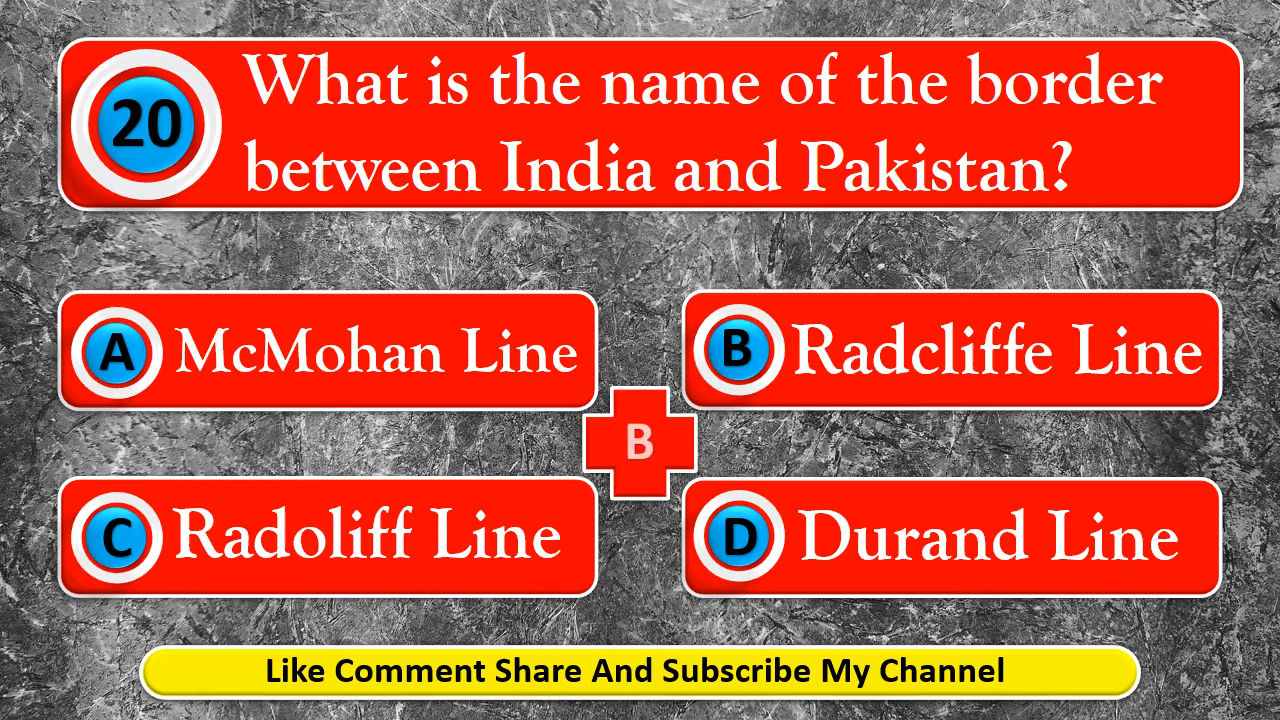 20
What is the name of the border
between India and Pakistan?
A McMohan Line
B Radcliffe Line
B
C Radoliff Line
D Durand Line
Like Comment Share And Subscribe My Channel